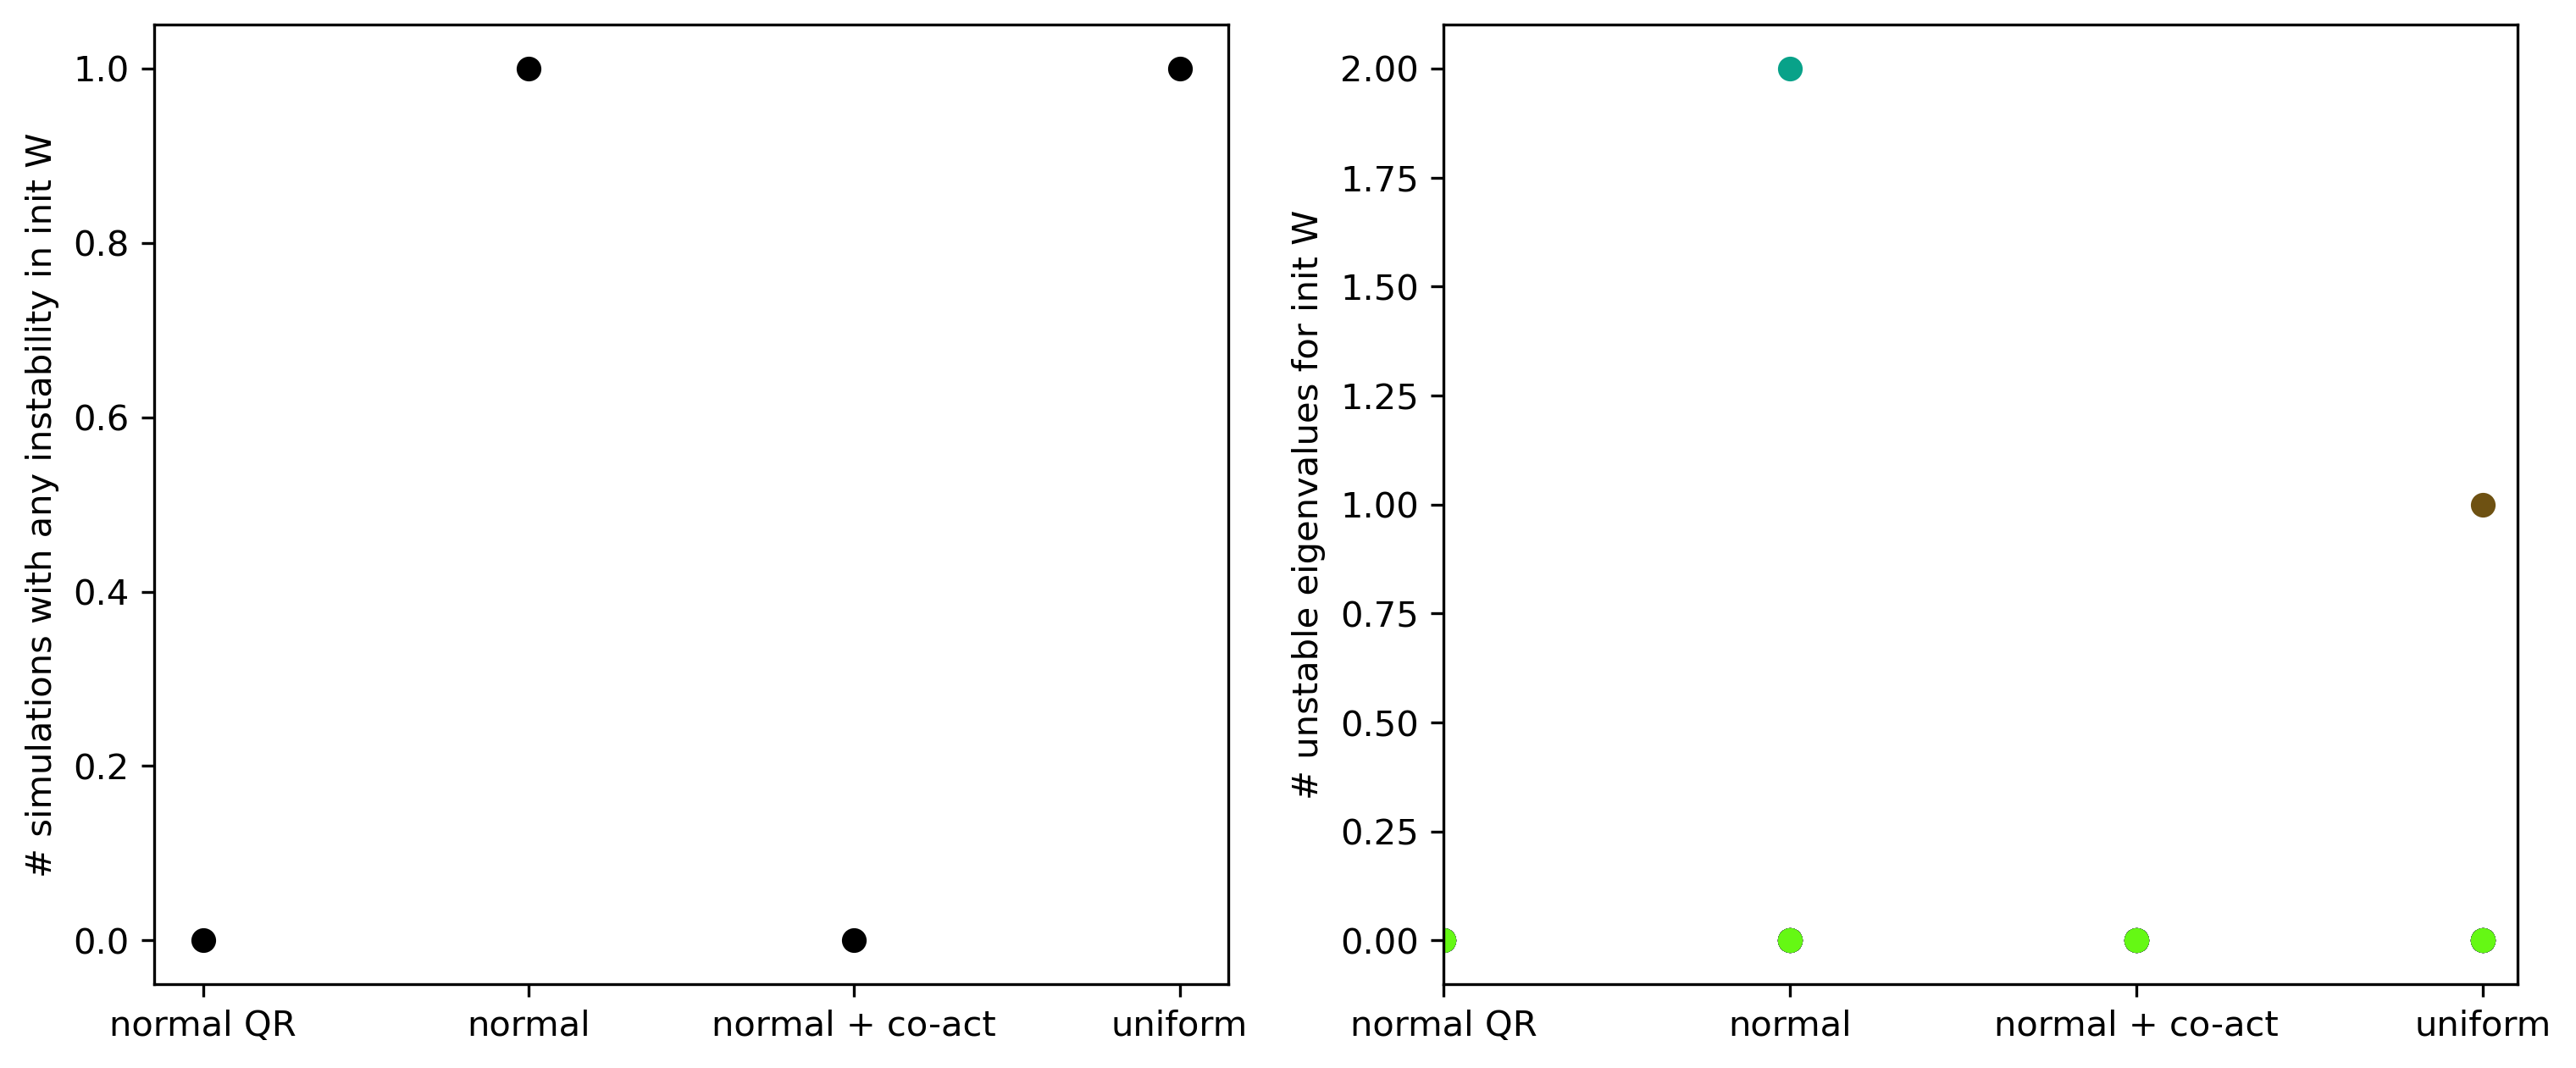 # simulations with any instability in init W
1.0
0.8
0.6
0.4
0.2
0.0
normal QR
normal
normal + co-act
uniform
# unstable eigenvalues for init W
2.00
1.75
1.50
1.25
1.00
0.75
0.50
0.25
0.00
normal QR
normal
normal + co-act
uniform